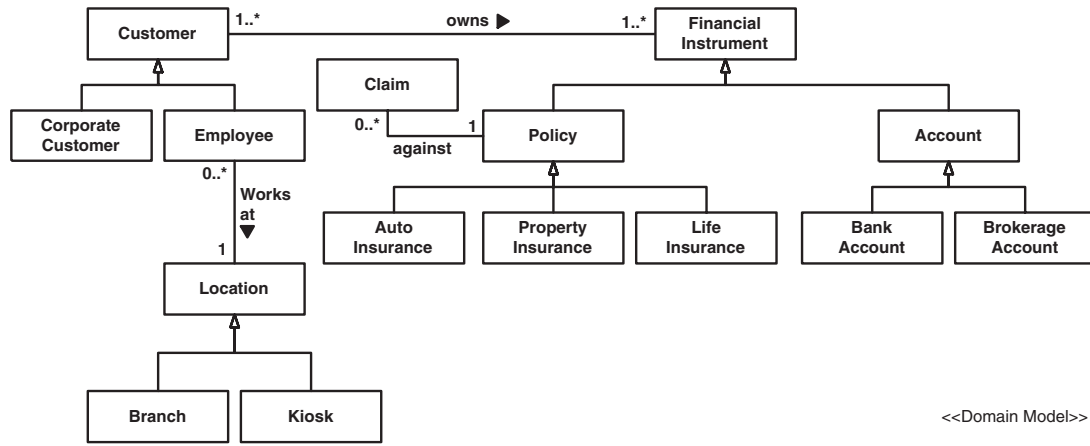 Customer
1..*
owns
1..*
Financial
Instrument
Claim
Corporate
Customer
Employee
0..*
1
against
Policy
Account
0..*
Works
at
1
Auto
Insurance
Property
Insurance
Life
Insurance
Bank
Account
Brokerage
Account
Location
Branch
Kiosk
<<Domain Model>>